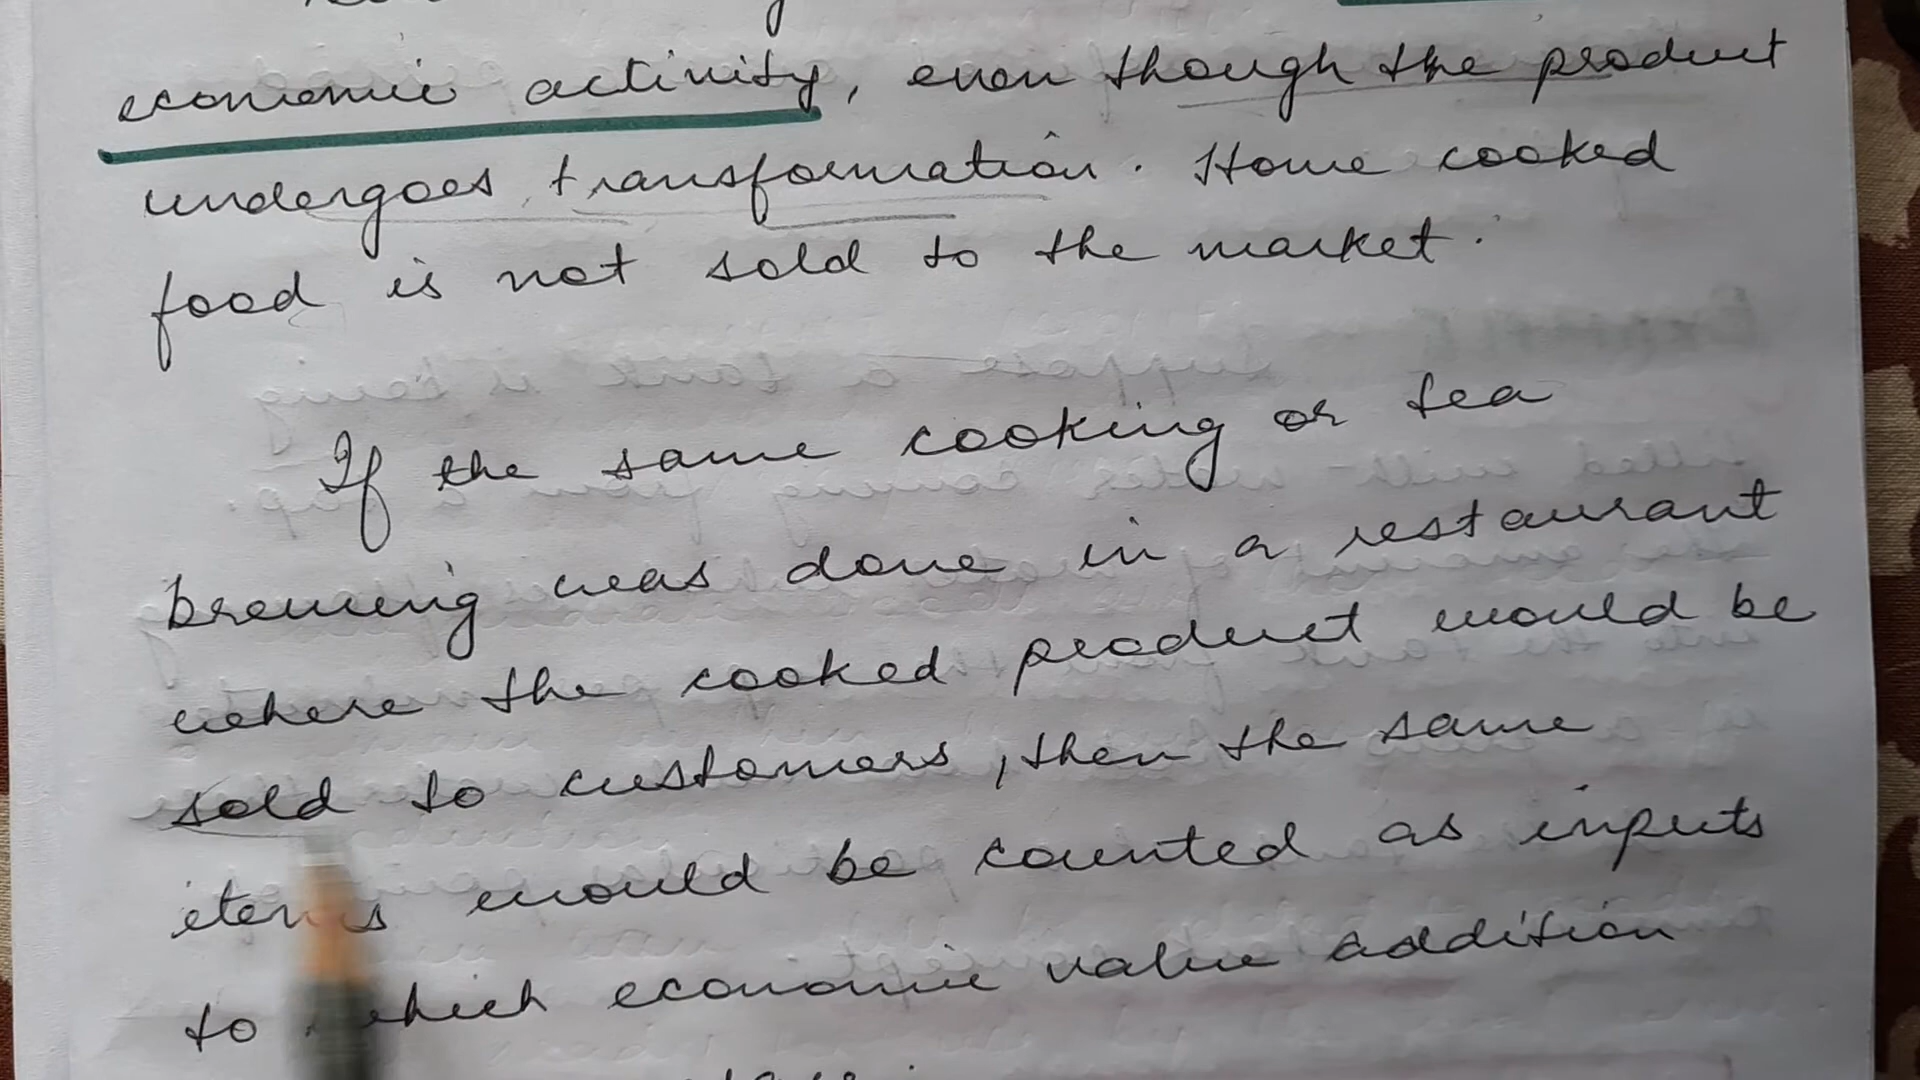 economic activity, even though the product
undergoes transformation. Home cooked
food is not sold to the market.
If the same cooking or tea
brewing was done in a restaurant
where the cooked product would be
sold to customers, then the same
items would be counted as inputs
to which economic value addition